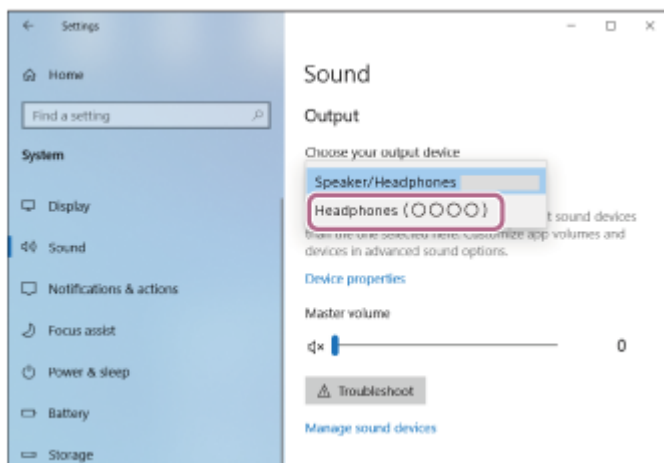 Settings
Home
Find a setting
System
Display
Sound
Notifications & actions
Focus assist
Power & sleep
Battery
Storage
Sound
Output
Choose your output device
Speaker/Headphones
Headphones (○○○○)
t sound devices
than the one selected here. Customize app volumes and
devices in advanced sound options.
Device properties
Master volume
0
Troubleshoot
Manage sound devices